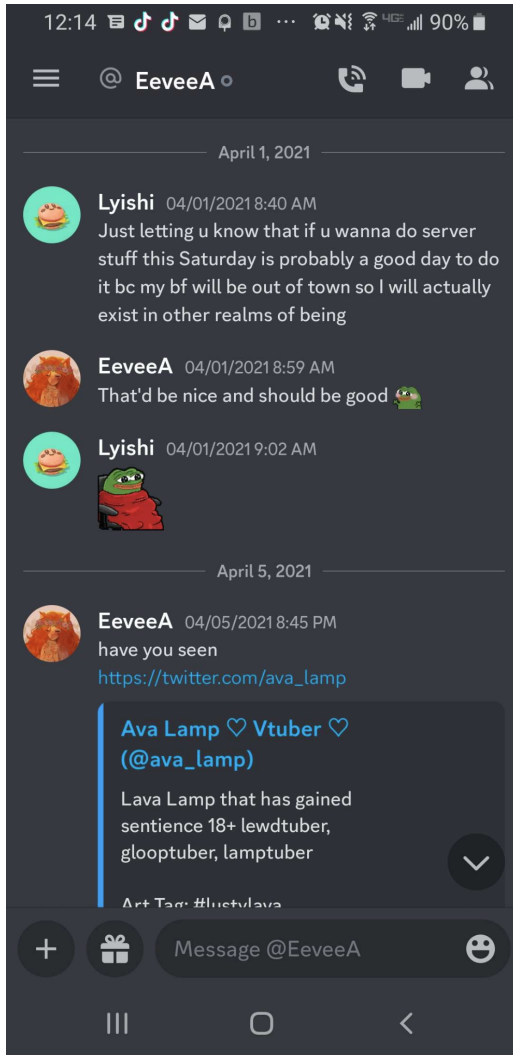 12:14 b ... 4GE 90%
@ EeveeA
April 1, 2021
Lyishi 04/01/2021 8:40 AM
Just letting u know that if u wanna do server
stuff this Saturday is probably a good day to do
it bc my bf will be out of town so I will actually
exist in other realms of being
EeveeA 04/01/2021 8:59 AM
That'd be nice and should be good
Lyishi 04/01/2021 9:02 AM
April 5, 2021
EeveeA 04/05/2021 8:45 PM
have you seen
https://twitter.com/ava_lamp
Ava Lamp ♡ Vtuber ♡
(@ava_lamp)
Lava Lamp that has gained
sentience 18+ lewdtuber,
glooptuber, lamptuber
Art Tag: #lustylava
Message @EeveeA